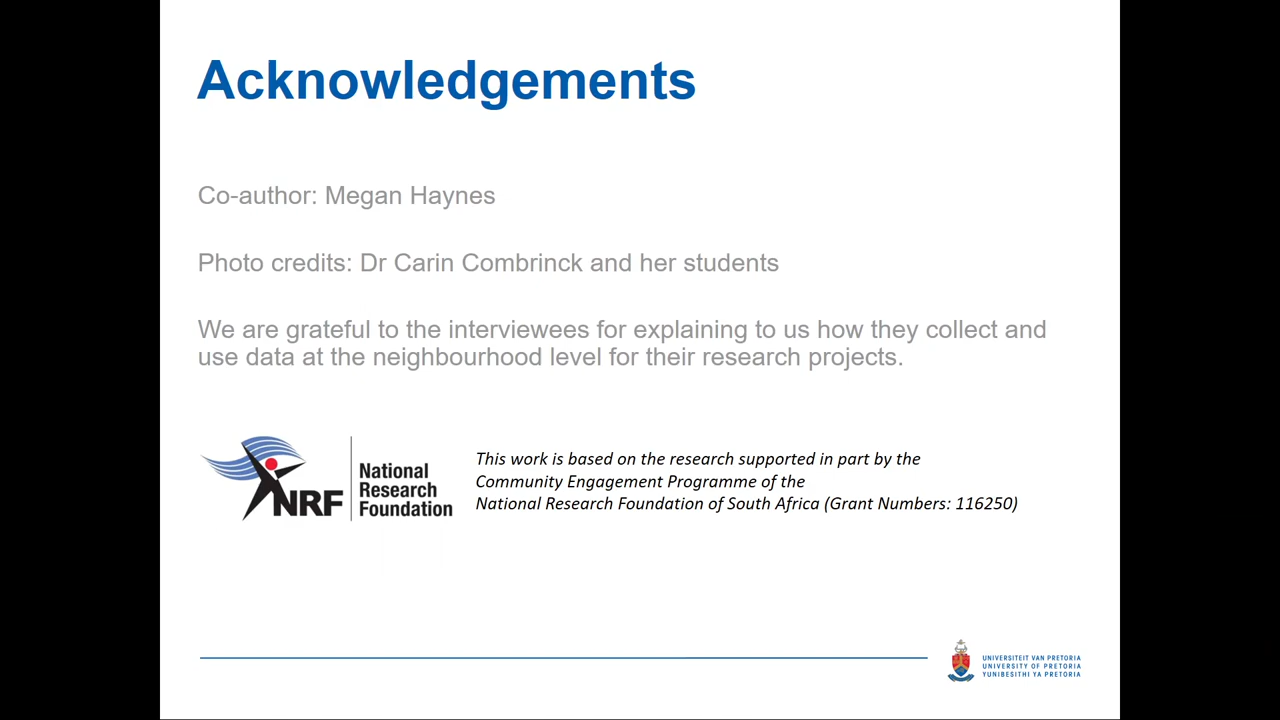 Acknowledgements
Co-author: Megan Haynes
Photo credits: Dr Carin Combrinck and her students
We are grateful to the interviewees for explaining to us how they collect and
use data at the neighbourhood level for their research projects.
NRF
National
Research
Foundation
This work is based on the research supported in part by the
Community Engagement Programme of the
National Research Foundation of South Africa (Grant Numbers: 116250)
UNIVERSITEIT VAN PRETORIA
UNIVERSITY OF PRETORIA
YUNIBESITHI YA PRETORIA